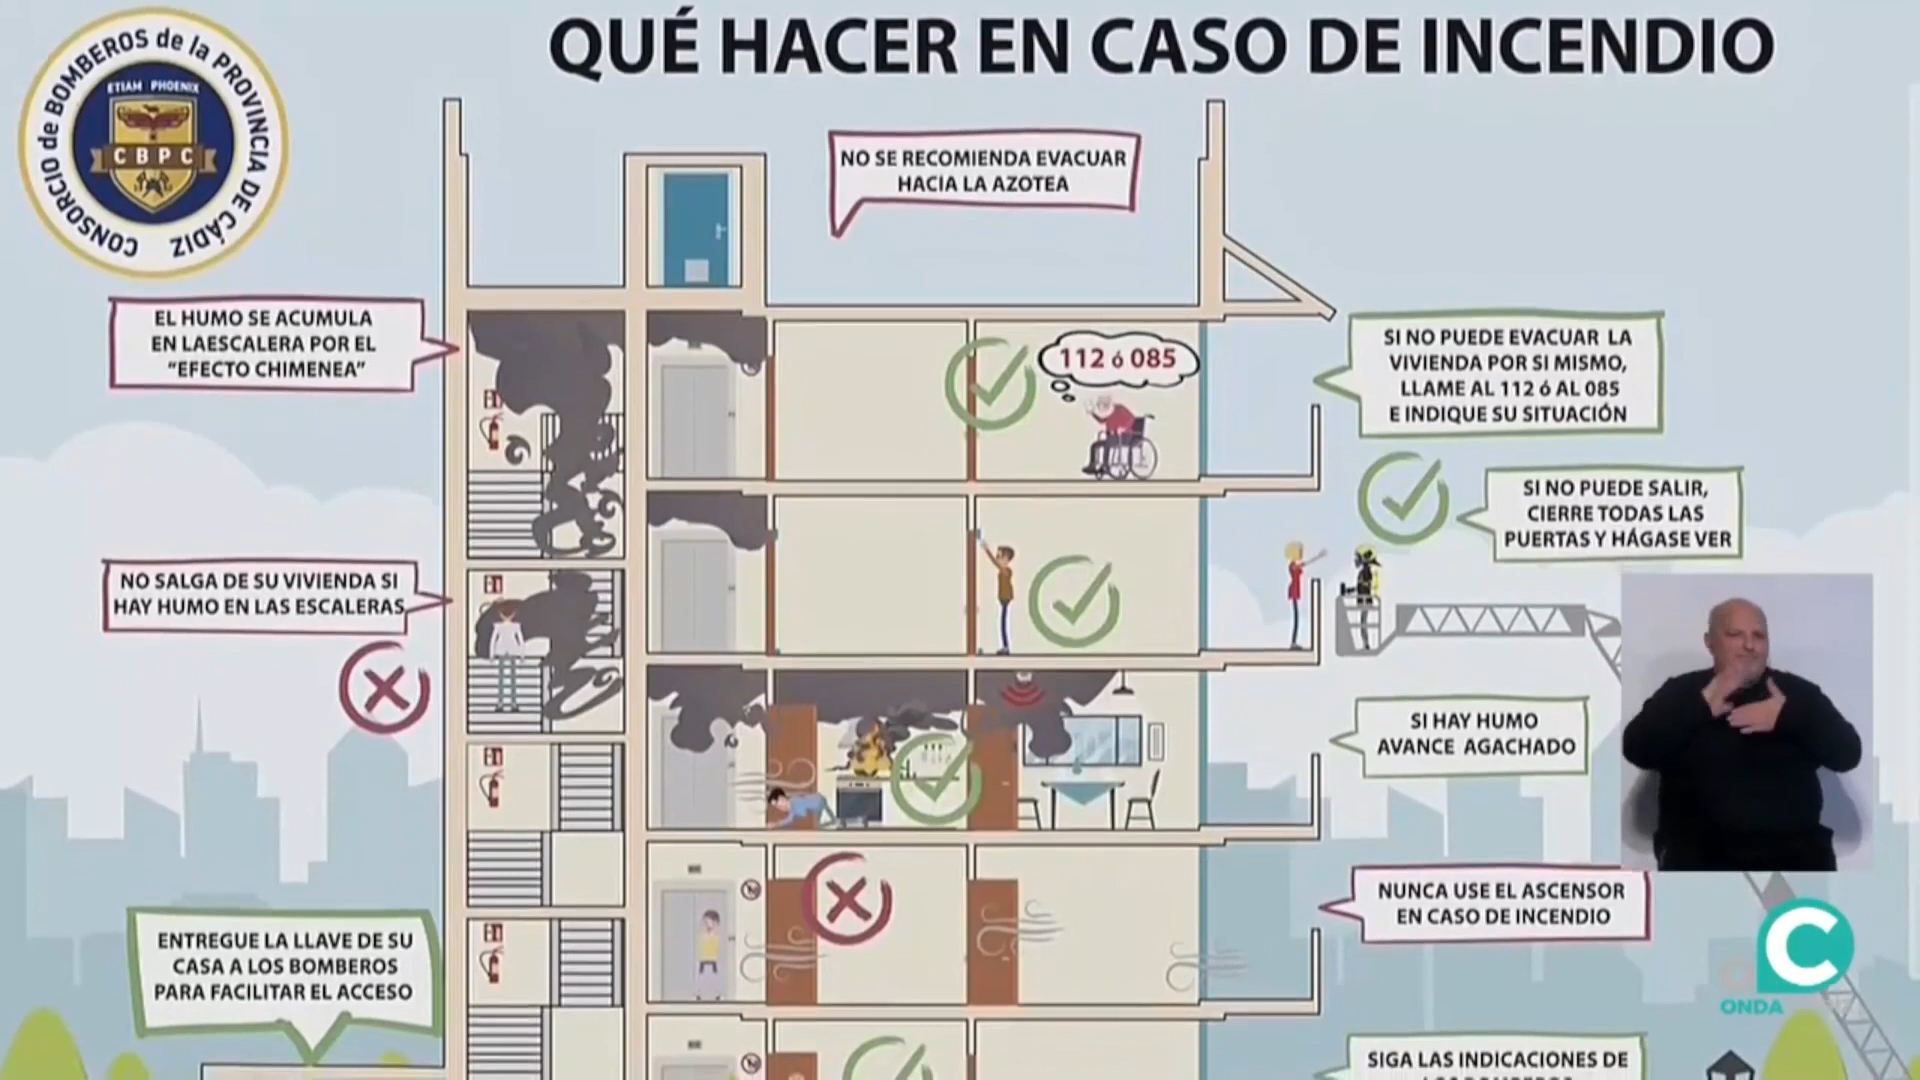 CONSORCIO de BOMBEROS de la PROVINCIA DE CÁDIZ
ETIAM PHOENIX
CBPC
QUÉ HACER EN CASO DE INCENDIO
NO SE RECOMIENDA EVACUAR
HACIA LA AZOTEA
EL HUMO SE ACUMULA
EN LAESCALERA POR EL
"EFECTO CHIMENEA"
112 ó 085
SI NO PUEDE EVACUAR LA
VIVIENDA POR SI MISMO,
LLAME AL 112 ó AL 085
E INDIQUE SU SITUACIÓN
SI NO PUEDE SALIR,
CIERRE TODAS LAS
PUERTAS Y HÁGASE VER
NO SALGA DE SU VIVIENDA SI
HAY HUMO EN LAS ESCALERAS
SI HAY HUMO
AVANCE AGACHADO
NUNCA USE EL ASCENSOR
EN CASO DE INCENDIO
ENTREGUE LA LLAVE DE SU
CASA A LOS BOMBEROS
PARA FACILITAR EL ACCESO
C
ONDA
SIGA LAS INDICACIONES DE